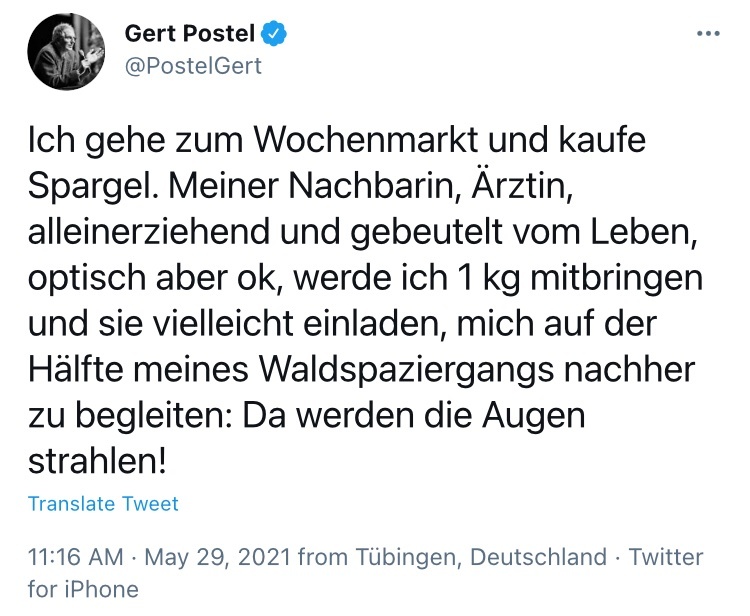 Gert Postel
@PostelGert
Ich gehe zum Wochenmarkt und kaufe
Spargel. Meiner Nachbarin, Ärztin,
alleinerziehend und gebeutelt vom Leben,
optisch aber ok, werde ich 1 kg mitbringen
und sie vielleicht einladen, mich auf der
Hälfte meines Waldspaziergangs nachher
zu begleiten: Da werden die Augen
strahlen!
Translate Tweet
11:16 AM · May 29, 2021 from Tübingen, Deutschland · Twitter
for iPhone